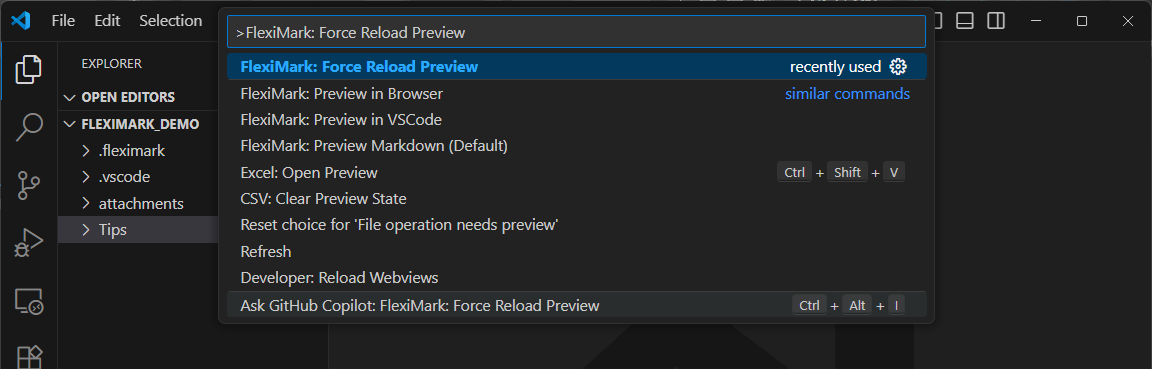 File Edit Selection
>FlexiMark: Force Reload Preview
EXPLORER
OPEN EDITORS
FLEXIMARK_DEMO
.fleximark
.vscode
attachments
Tips
FlexiMark: Force Reload Preview recently used
FlexiMark: Preview in Browser similar commands
FlexiMark: Preview in VSCode
FlexiMark: Preview Markdown (Default)
Excel: Open Preview Ctrl + Shift + V
CSV: Clear Preview State
Reset choice for 'File operation needs preview'
Refresh
Developer: Reload Webviews
Ask GitHub Copilot: FlexiMark: Force Reload Preview Ctrl + Alt + I